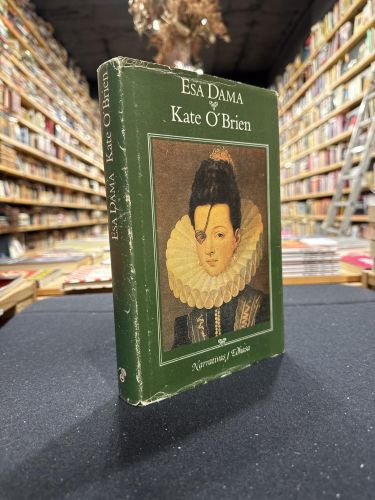 ESA DAMA
Kate O'Brien
Narrativas / Edhasa
ESA DAMA Kate O'Brien